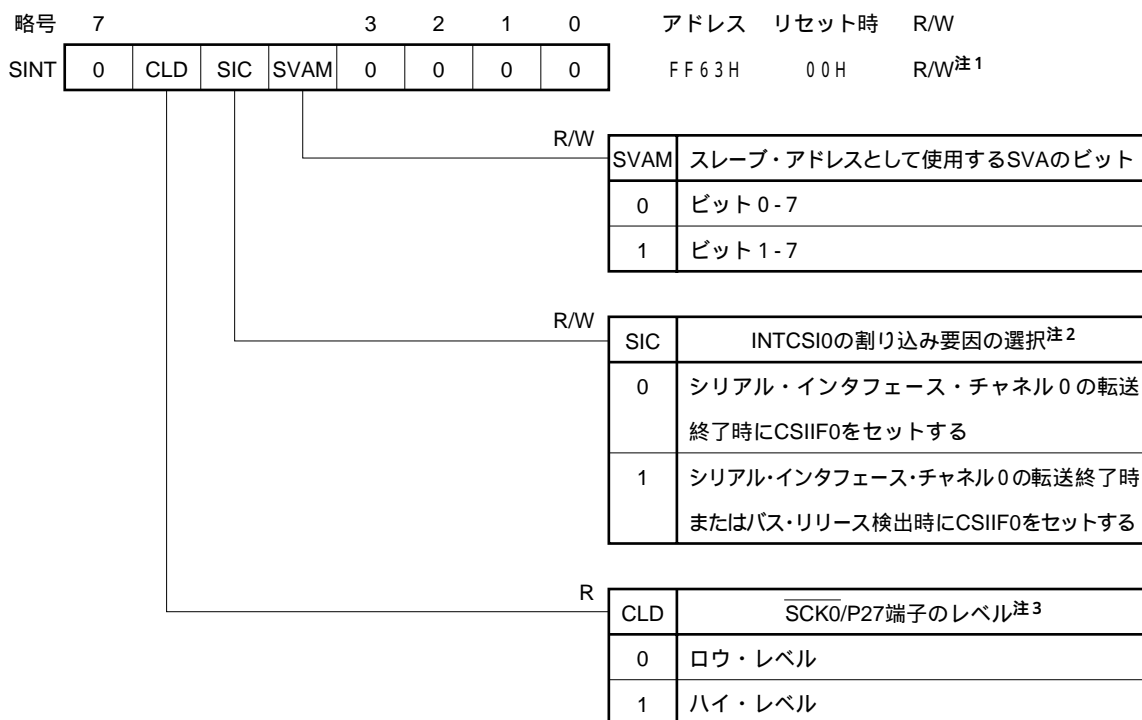 略号 7 3 2 1 0 アドレス リセット時 R/W
SINT 0 CLD SIC SVAM 0 0 0 0 FF63H 00H R/W注1
R/W
SVAM スレーブ・アドレスとして使用するSVAのビット
0 ビット0-7
1 ビット1-7
R/W
SIC INTCSI0の割り込み要因の選択注2
0 シリアル・インタフェース・チャネル0の転送
終了時にCSIIF0をセットする
1 シリアル・インタフェース・チャネル0の転送終了時
またはバス・リリース検出時にCSIIF0をセットする
R
CLD S̅C̅K̅0̅/P27端子のレベル注3
0 ロウ・レベル
1 ハイ・レベル